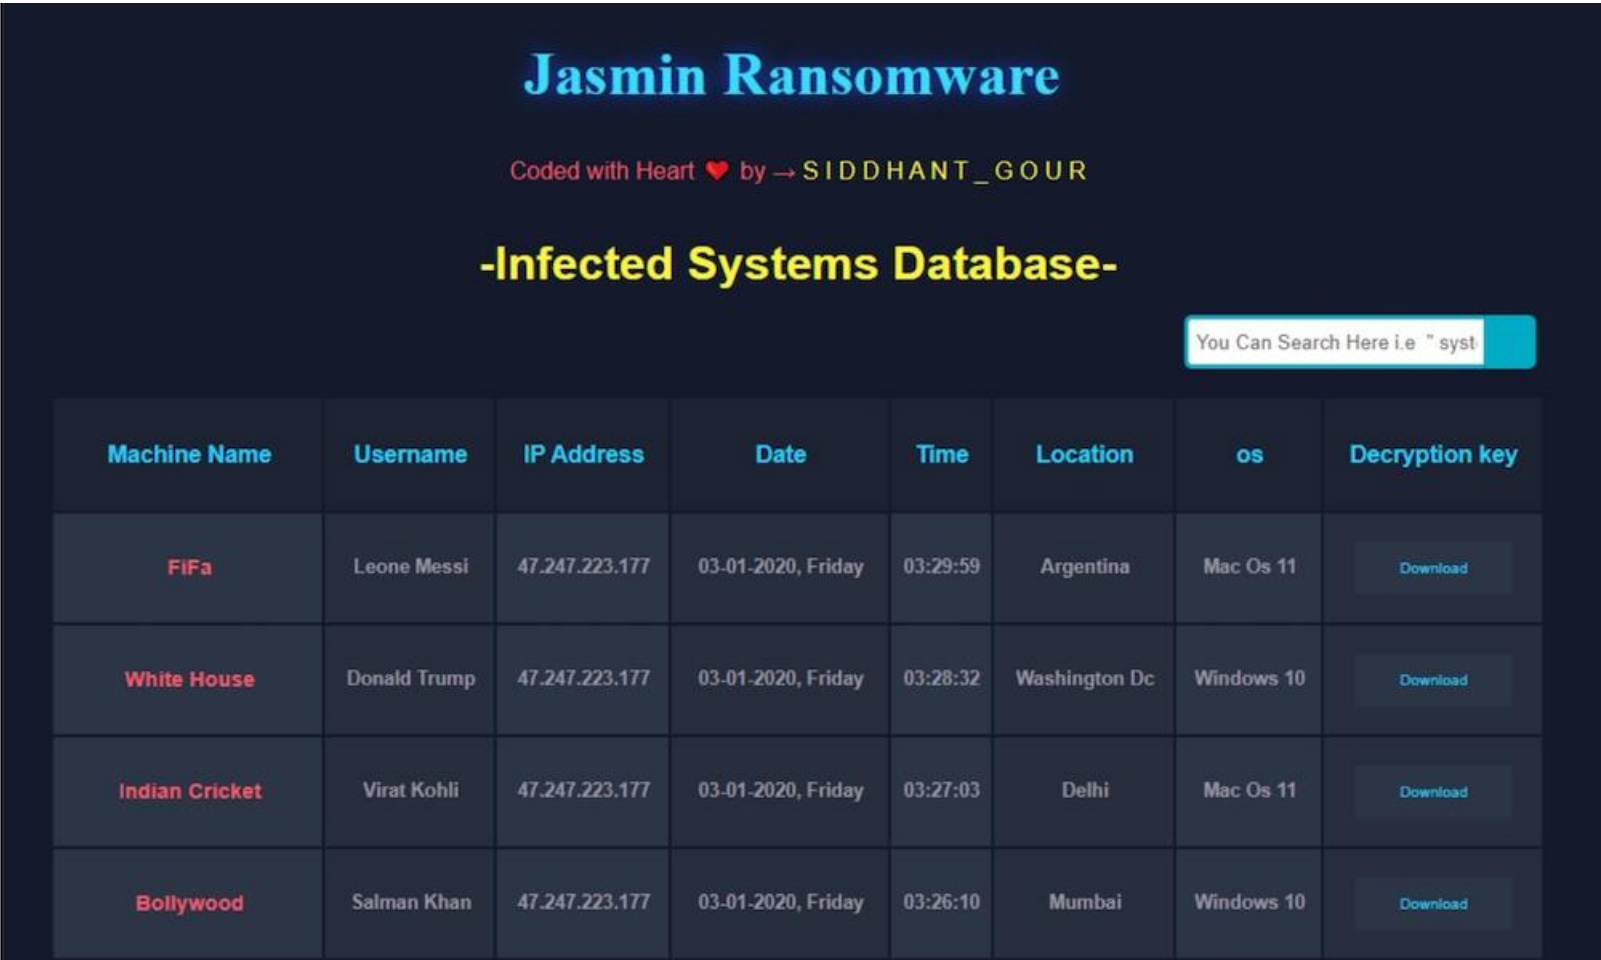 Jasmin Ransomware
Coded with Heart ❤ by → SIDDHANT_GOUR
-Infected Systems Database-
You Can Search Here i.e " syst
Machine Name Username IP Address Date Time Location os Decryption key
FiFa Leone Messi 47.247.223.177 03-01-2020, Friday 03:29:59 Argentina Mac Os 11 Download
White House Donald Trump 47.247.223.177 03-01-2020, Friday 03:28:32 Washington Dc Windows 10 Download
Indian Cricket Virat Kohli 47.247.223.177 03-01-2020, Friday 03:27:03 Delhi Mac Os 11 Download
Bollywood Salman Khan 47.247.223.177 03-01-2020, Friday 03:26:10 Mumbai Windows 10 Download